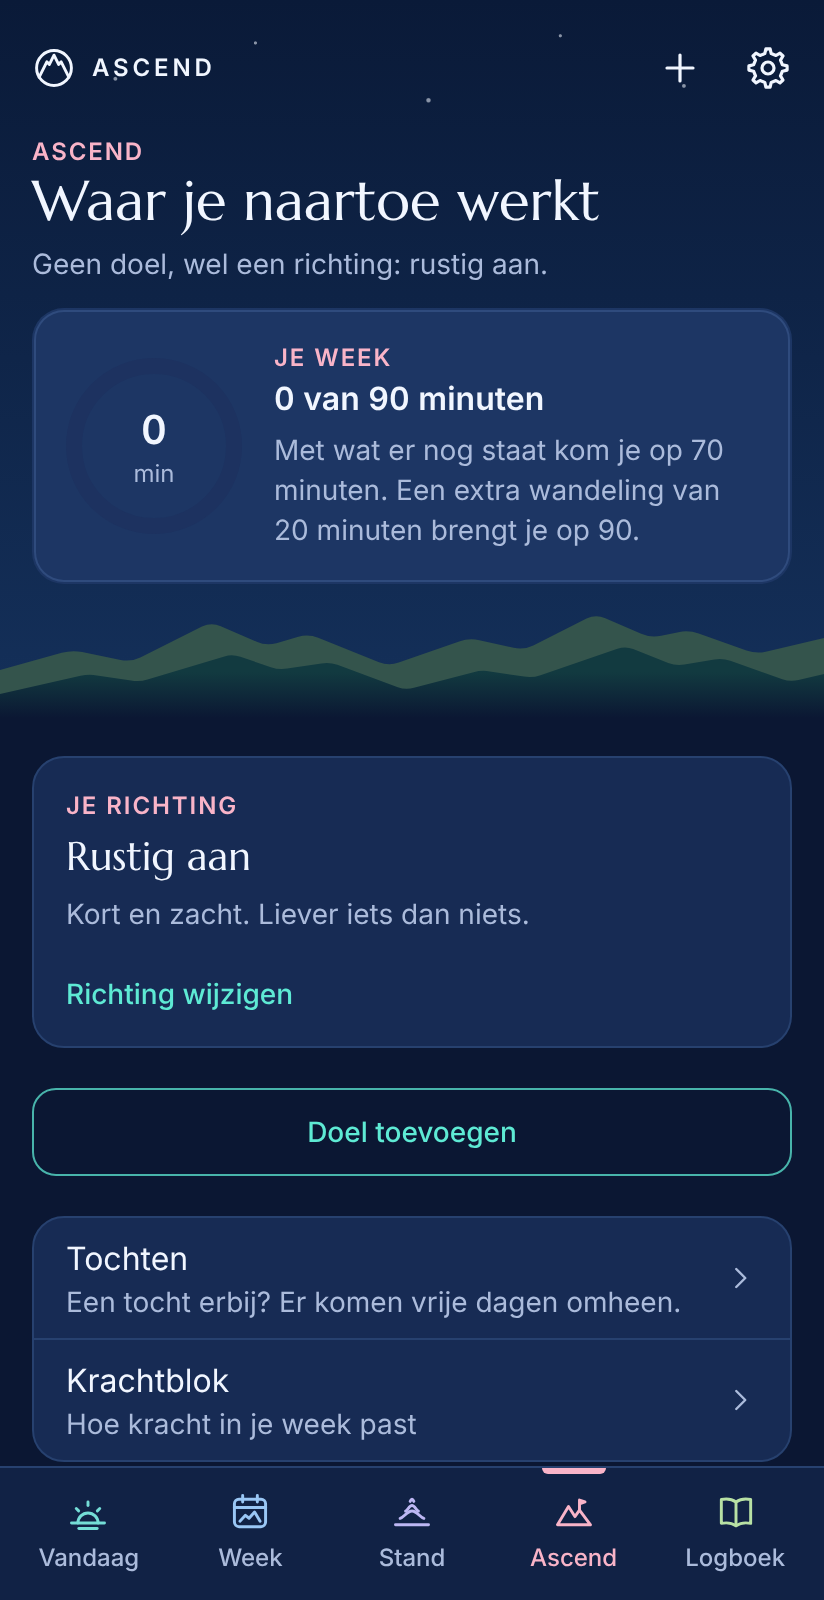 ASCEND
ASCEND
Waar je naartoe werkt
Geen doel, wel een richting: rustig aan.
0
min
JE WEEK
0 van 90 minuten
Met wat er nog staat kom je op 70
minuten. Een extra wandeling van
20 minuten brengt je op 90.
JE RICHTING
Rustig aan
Kort en zacht. Liever iets dan niets.
Richting wijzigen
Doel toevoegen
Tochten
Een tocht erbij? Er komen vrije dagen omheen.
Krachtblok
Hoe kracht in je week past
Vandaag
Week
Stand
Ascend
Logboek